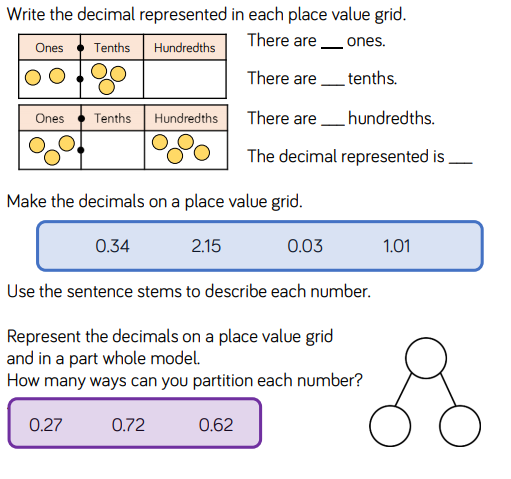 Write the decimal represented in each place value grid.
Ones Tenths Hundredths
There are ___ ones.
There are ___ tenths.
Ones Tenths Hundredths
There are ___ hundredths.
The decimal represented is ___
Make the decimals on a place value grid.
0.34 2.15 0.03 1.01
Use the sentence stems to describe each number.
Represent the decimals on a place value grid
and in a part whole model.
How many ways can you partition each number?
0.27 0.72 0.62